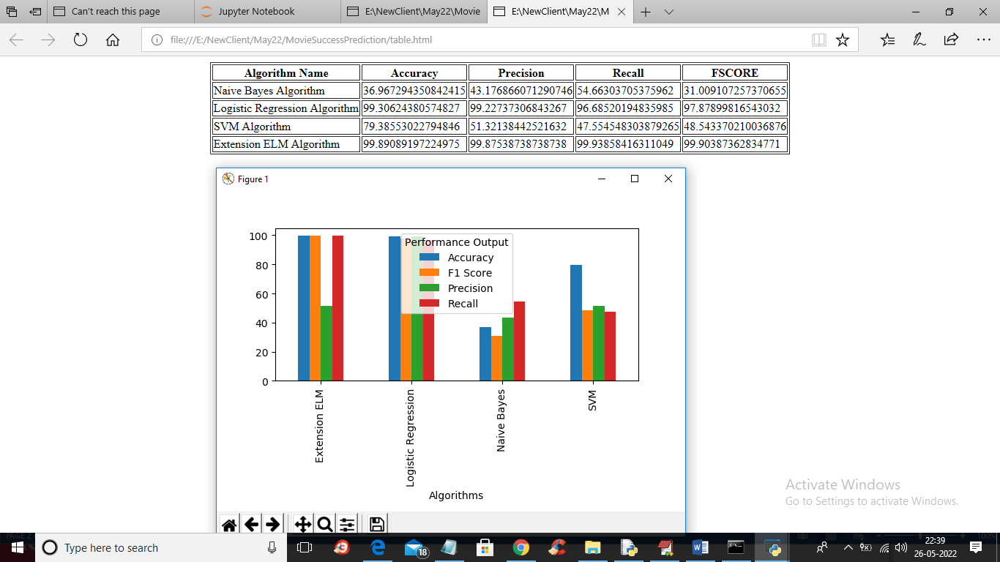 Can't reach this page
Jupyter Notebook
E:\NewClient\May22\Movie
E:\NewClient\May22\M
file:///E:/NewClient/May22/MovieSuccessPrediction/table.html
Algorithm Name Accuracy Precision Recall FSCORE
Naive Bayes Algorithm 36.967294350842415 43.176866071290746 54.66303705375962 31.009107257370655
Logistic Regression Algorithm 99.30624380574827 99.22737306843267 96.68520194835985 97.87899816543032
SVM Algorithm 79.38553022794846 51.32138442521632 47.554548303879265 48.543370210036876
Extension ELM Algorithm 99.89089197224975 99.87538738738738 99.93858416311049 99.90387362834771
Figure 1
100
80
60
40
20
0
Performance Output
Accuracy
F1 Score
Precision
Recall
Extension ELM
Logistic Regression
Naive Bayes
SVM
Algorithms
Activate Windows
Go to Settings to activate Windows.
PAGE 2
100%
Type here to search
18
22:39
26-05-2022